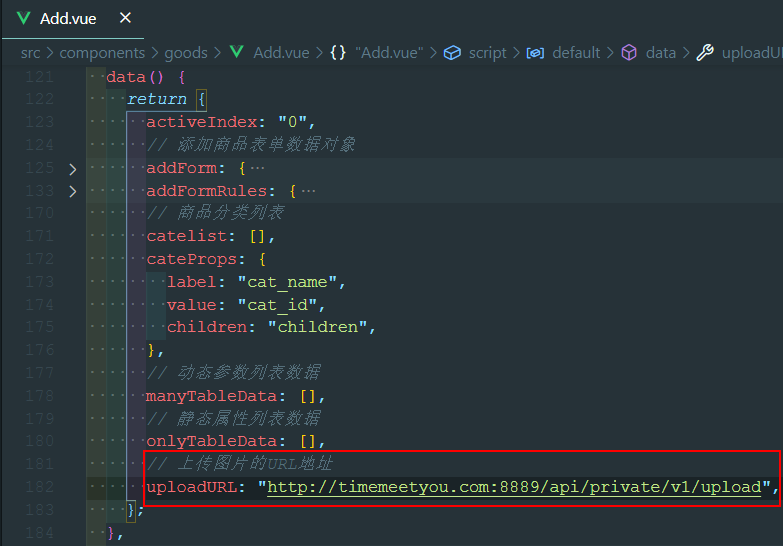 Add.vue ×
src > components > goods > Add.vue > {} "Add.vue" > script > default > data > uploadU
121 data() {
122 return {
123 activeIndex: "0",
124 // 添加商品表单数据对象
125 addForm: {…
133 addFormRules: {…
170 // 商品分类列表
171 catelist: [],
172 cateProps: {
173 label: "cat_name",
174 value: "cat_id",
175 children: "children",
176 },
177 // 动态参数列表数据
178 manyTableData: [],
179 // 静态属性列表数据
180 onlyTableData: [],
181 // 上传图片的URL地址
182 uploadURL: "http://timemeetyou.com:8889/api/private/v1/upload",
183 };
184 },